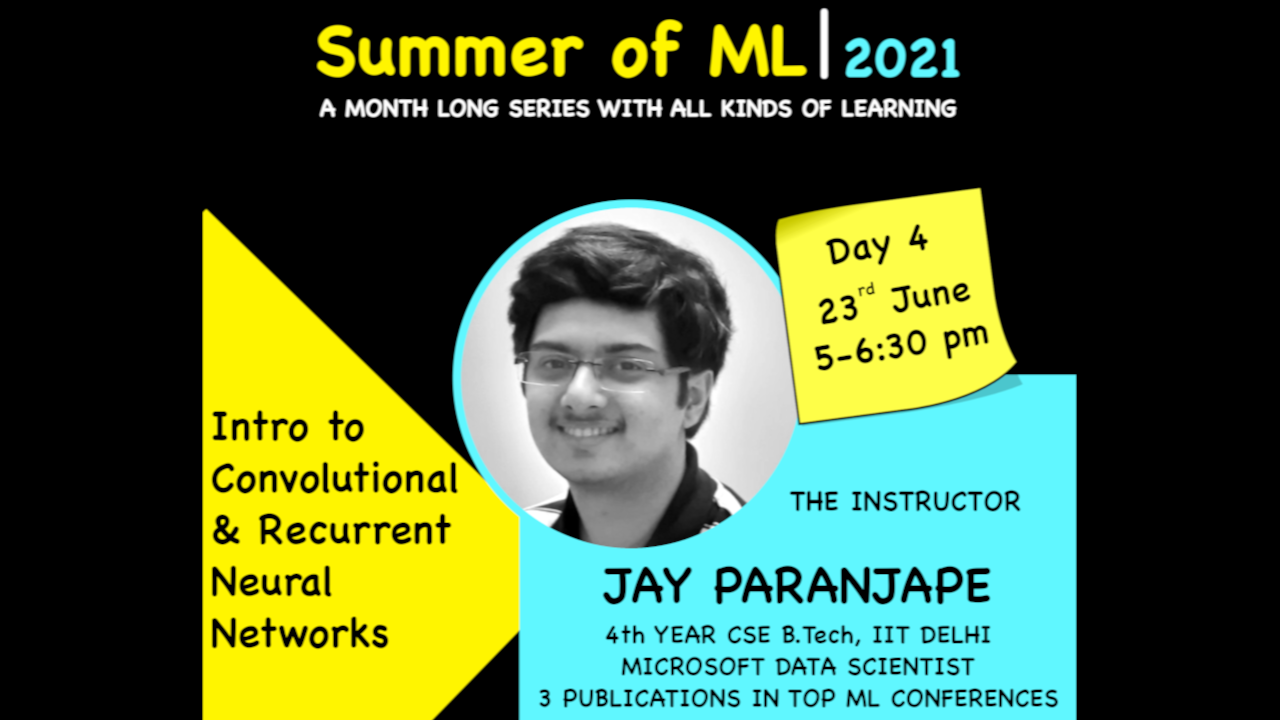 Summer of ML| 2021
A MONTH LONG SERIES WITH ALL KINDS OF LEARNING
Day 4
23rd June
5-6:30 pm
Intro to
Convolutional
& Recurrent
Neural
Networks
THE INSTRUCTOR
JAY PARANJAPE
4th YEAR CSE B.Tech, IIT DELHI
MICROSOFT DATA SCIENTIST
3 PUBLICATIONS IN TOP ML CONFERENCES